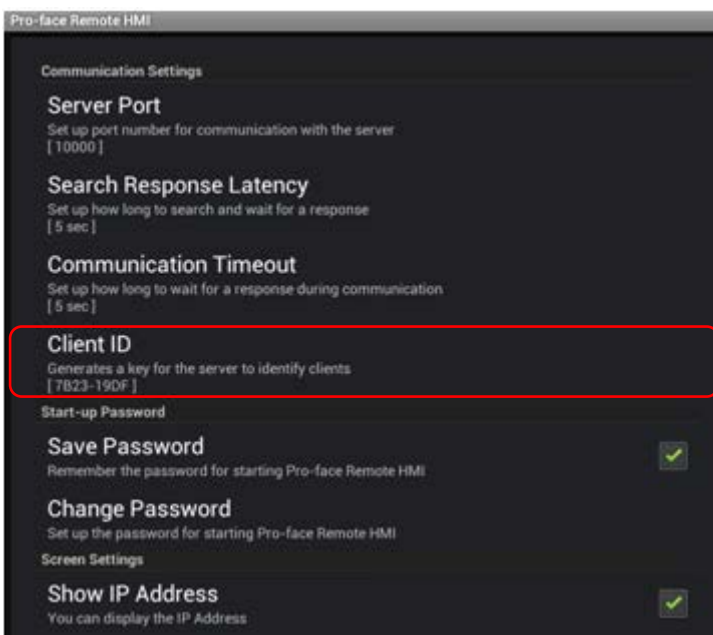 Pro-face Remote HMI
Communication Settings
Server Port
Set up port number for communication with the server
[ 10000 ]
Search Response Latency
Set up how long to search and wait for a response
[ 5 sec ]
Communication Timeout
Set up how long to wait for a response during communication
[ 5 sec ]
Client ID
Generates a key for the server to identify clients
[ 7B23-19DF ]
Start-up Password
Save Password
Remember the password for starting Pro-face Remote HMI
Change Password
Set up the password for starting Pro-face Remote HMI
Screen Settings
Show IP Address
You can display the IP Address